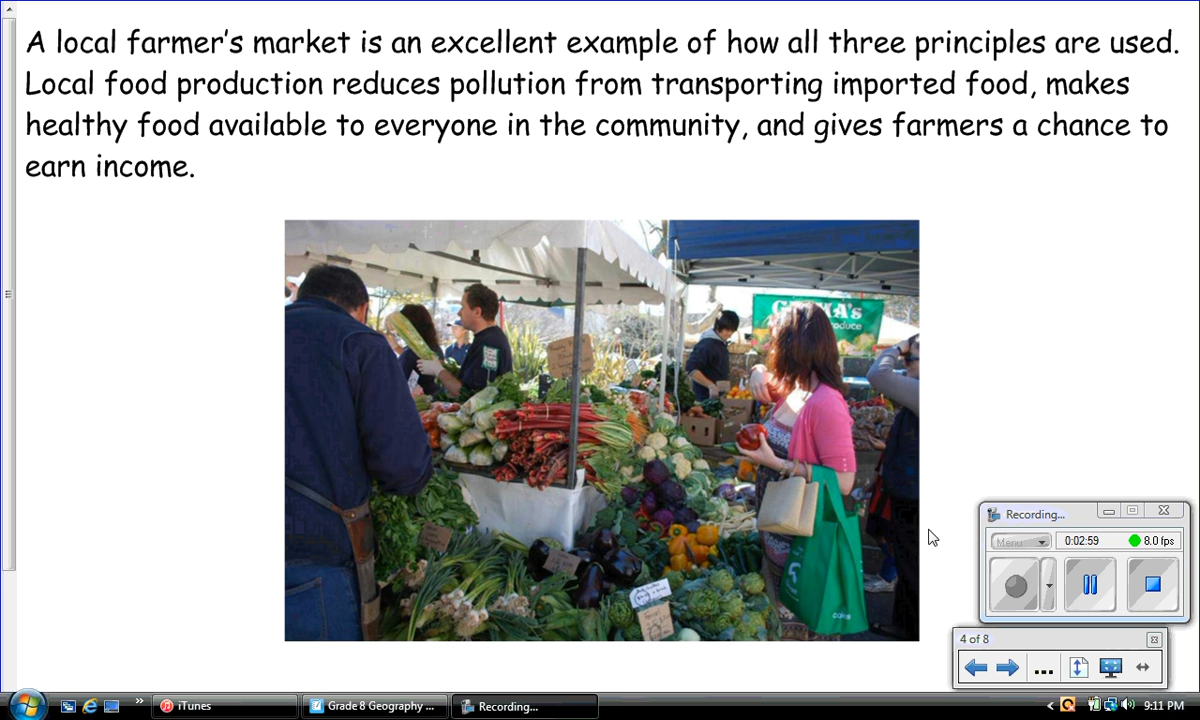 A local farmer's market is an excellent example of how all three principles are used.
Local food production reduces pollution from transporting imported food, makes
healthy food available to everyone in the community, and gives farmers a chance to
earn income.
Recording...
Menu
0:02:59
8.0 fps
4 of 8
...
iTunes
Grade 8 Geography ...
Recording...
9:11 PM